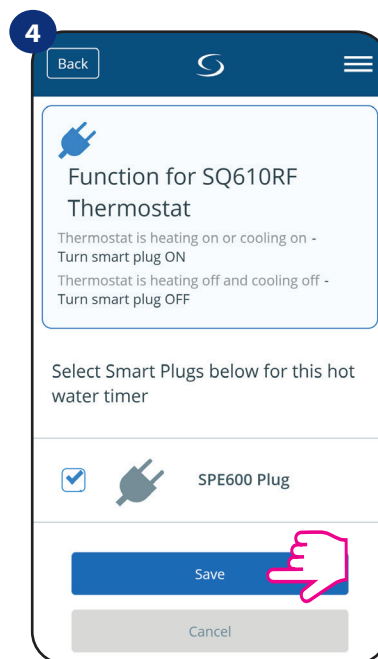 4
Back
Function for SQ610RF
Thermostat
Thermostat is heating on or cooling on -
Turn smart plug ON
Thermostat is heating off and cooling off -
Turn smart plug OFF
Select Smart Plugs below for this hot
water timer
SPE600 Plug
Save
Cancel